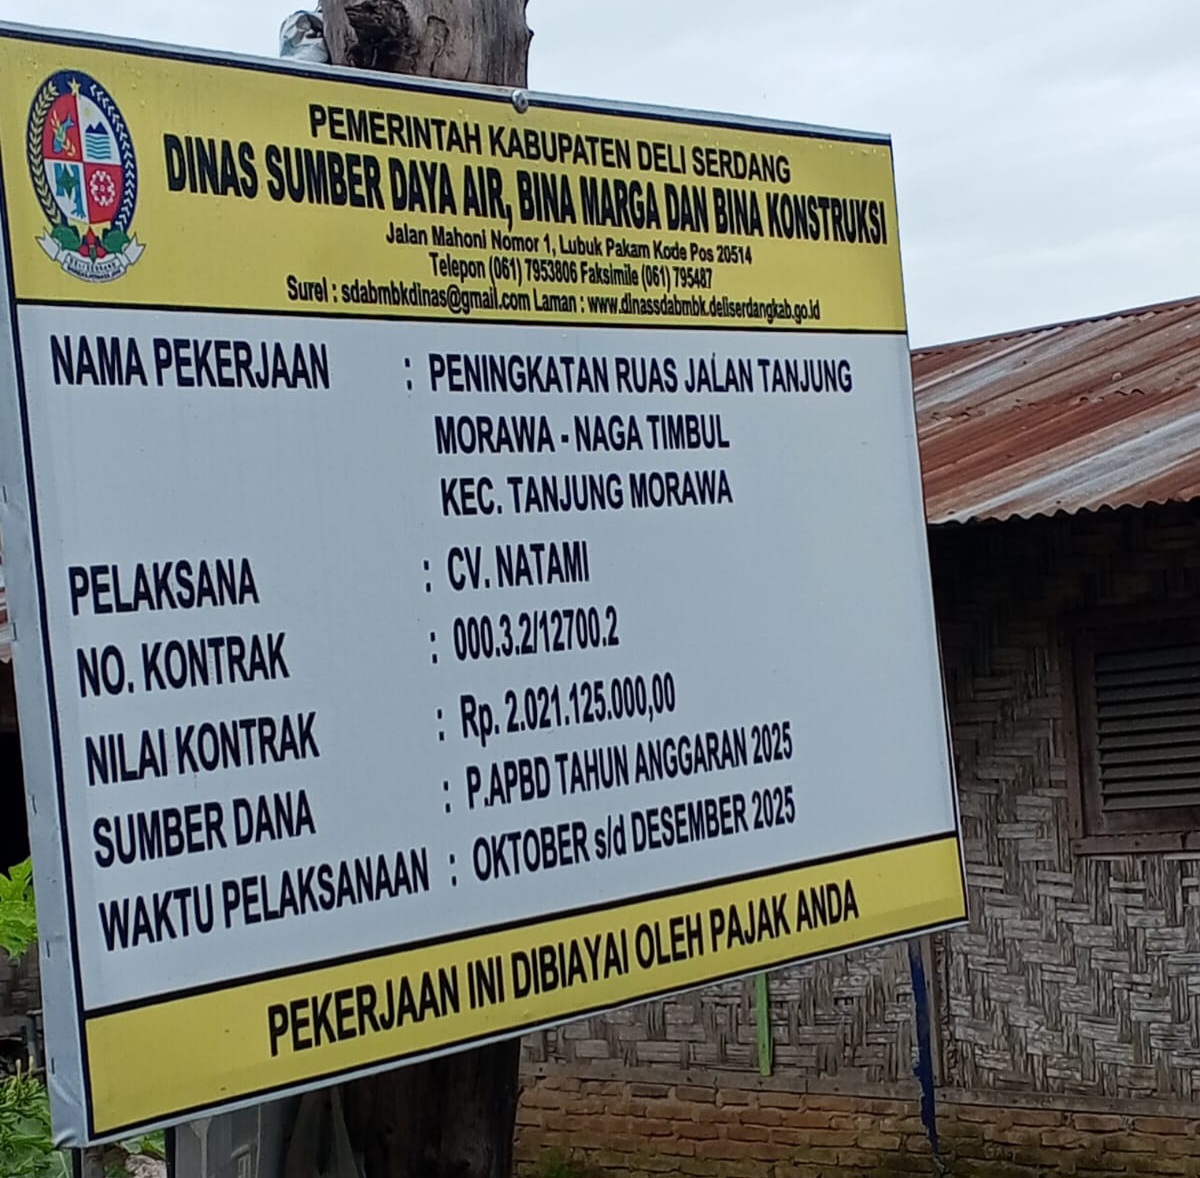 PEMERINTAH KABUPATEN DELI SERDANG
DINAS SUMBER DAYA AIR, BINA MARGA DAN BINA KONSTRUKSI
Jalan Mahoni Nomor 1, Lubuk Pakam Kode Pos 20514
Telepon (061) 7953806 Faksimile (061) 795487
Surel : sdabmbkdinas@gmail.com Laman : www.dinassdabmbk.deliserdangkab.go.id
NAMA PEKERJAAN : PENINGKATAN RUAS JALAN TANJUNG
MORAWA - NAGA TIMBUL
KEC. TANJUNG MORAWA
PELAKSANA : CV. NATAMI
NO. KONTRAK : 000.3.2/12700.2
NILAI KONTRAK : Rp. 2.021.125.000,00
SUMBER DANA : P.APBD TAHUN ANGGARAN 2025
WAKTU PELAKSANAAN : OKTOBER s/d DESEMBER 2025
PEKERJAAN INI DIBIAYAI OLEH PAJAK ANDA